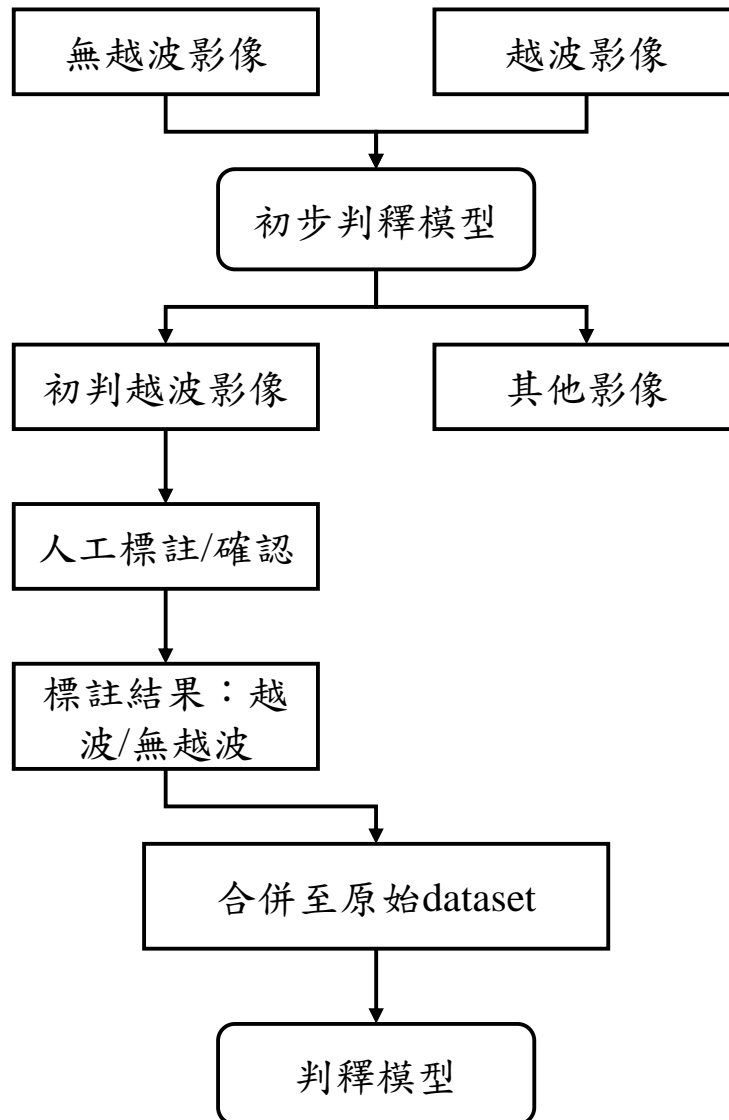 無越波影像
越波影像
初步判釋模型
初判越波影像
其他影像
人工標註/確認
標註結果：越
波/無越波
合併至原始dataset
判釋模型